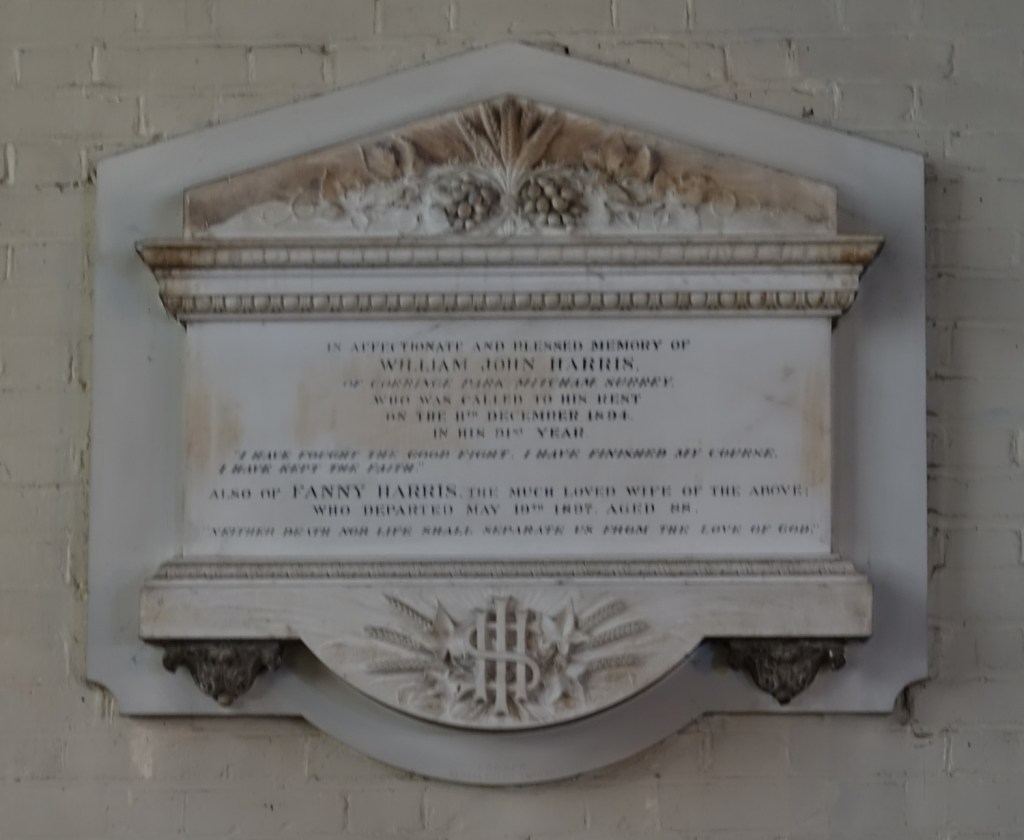 IN AFFECTIONATE AND BLESSED MEMORY OF
WILLIAM JOHN HARRIS,
OF GORRINGE PARK, MITCHAM SURREY,
WHO WAS CALLED TO HIS REST
ON THE 11TH DECEMBER 1894.
IN HIS 91ST YEAR
"I HAVE FOUGHT THE GOOD FIGHT, I HAVE FINISHED MY COURSE,
I HAVE KEPT THE FAITH"
ALSO OF FANNY HARRIS, THE MUCH LOVED WIFE OF THE ABOVE;
WHO DEPARTED MAY 19TH 1897. AGED 88.
"NEITHER DEATH NOR LIFE SHALL SEPARATE US FROM THE LOVE OF GOD."
IHS